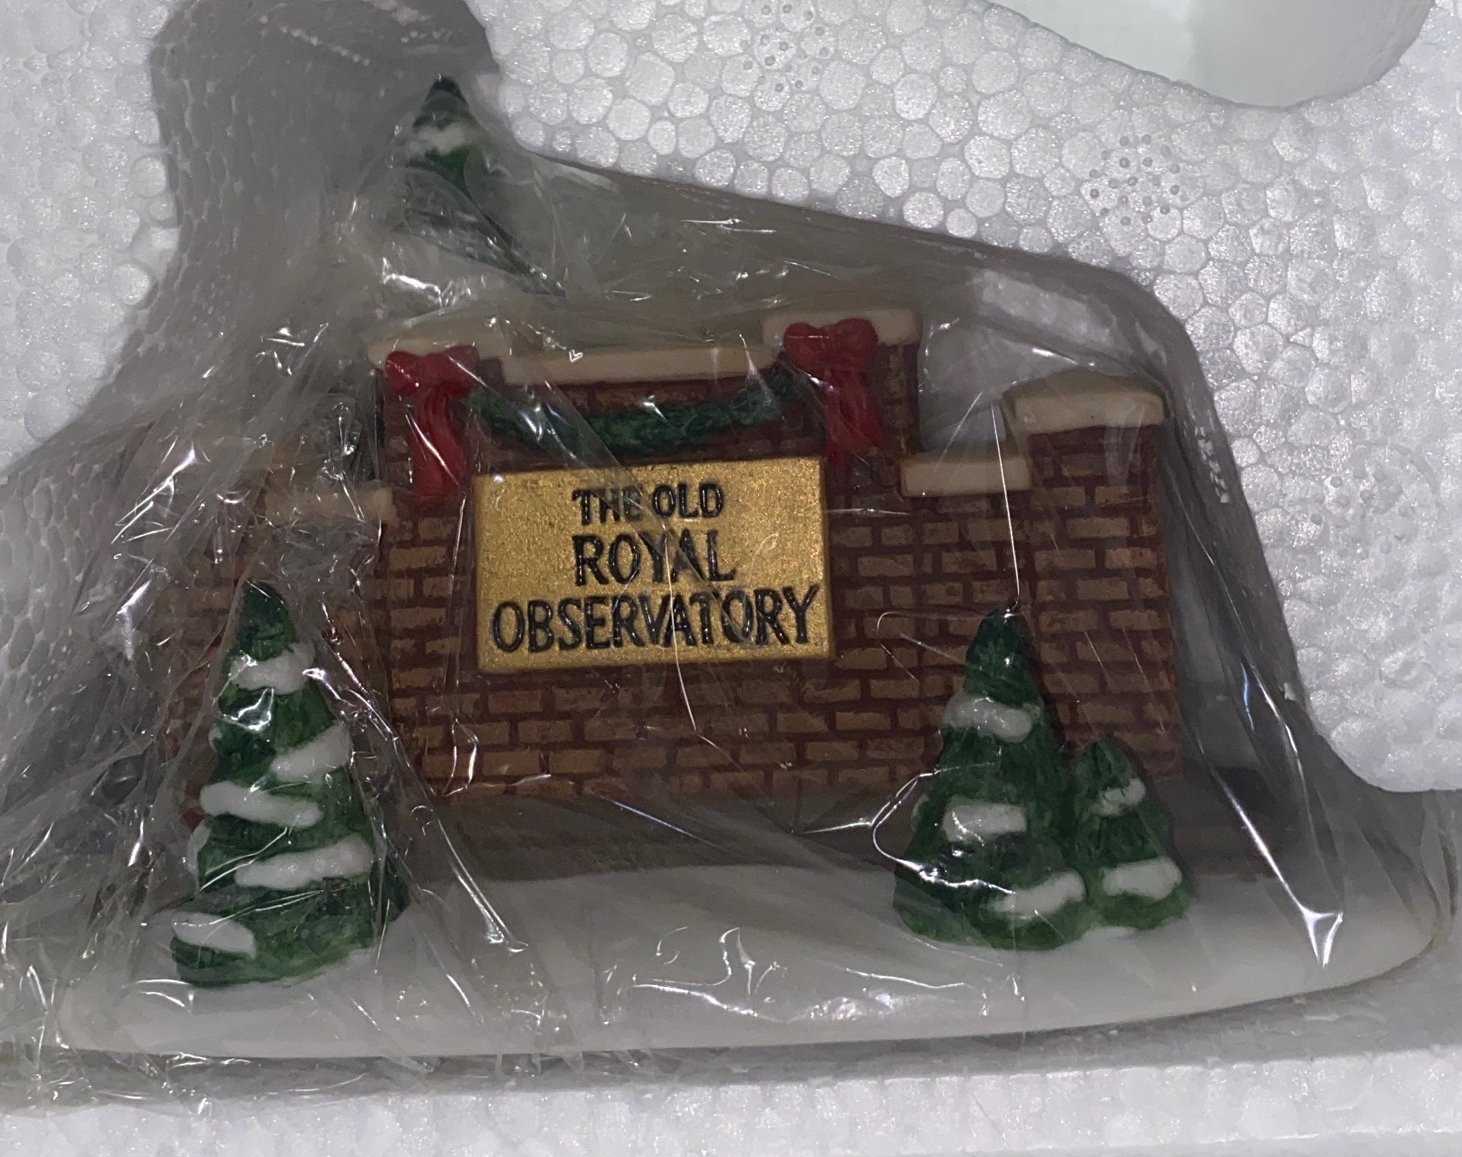 THE OLD
ROYAL
OBSERVATORY